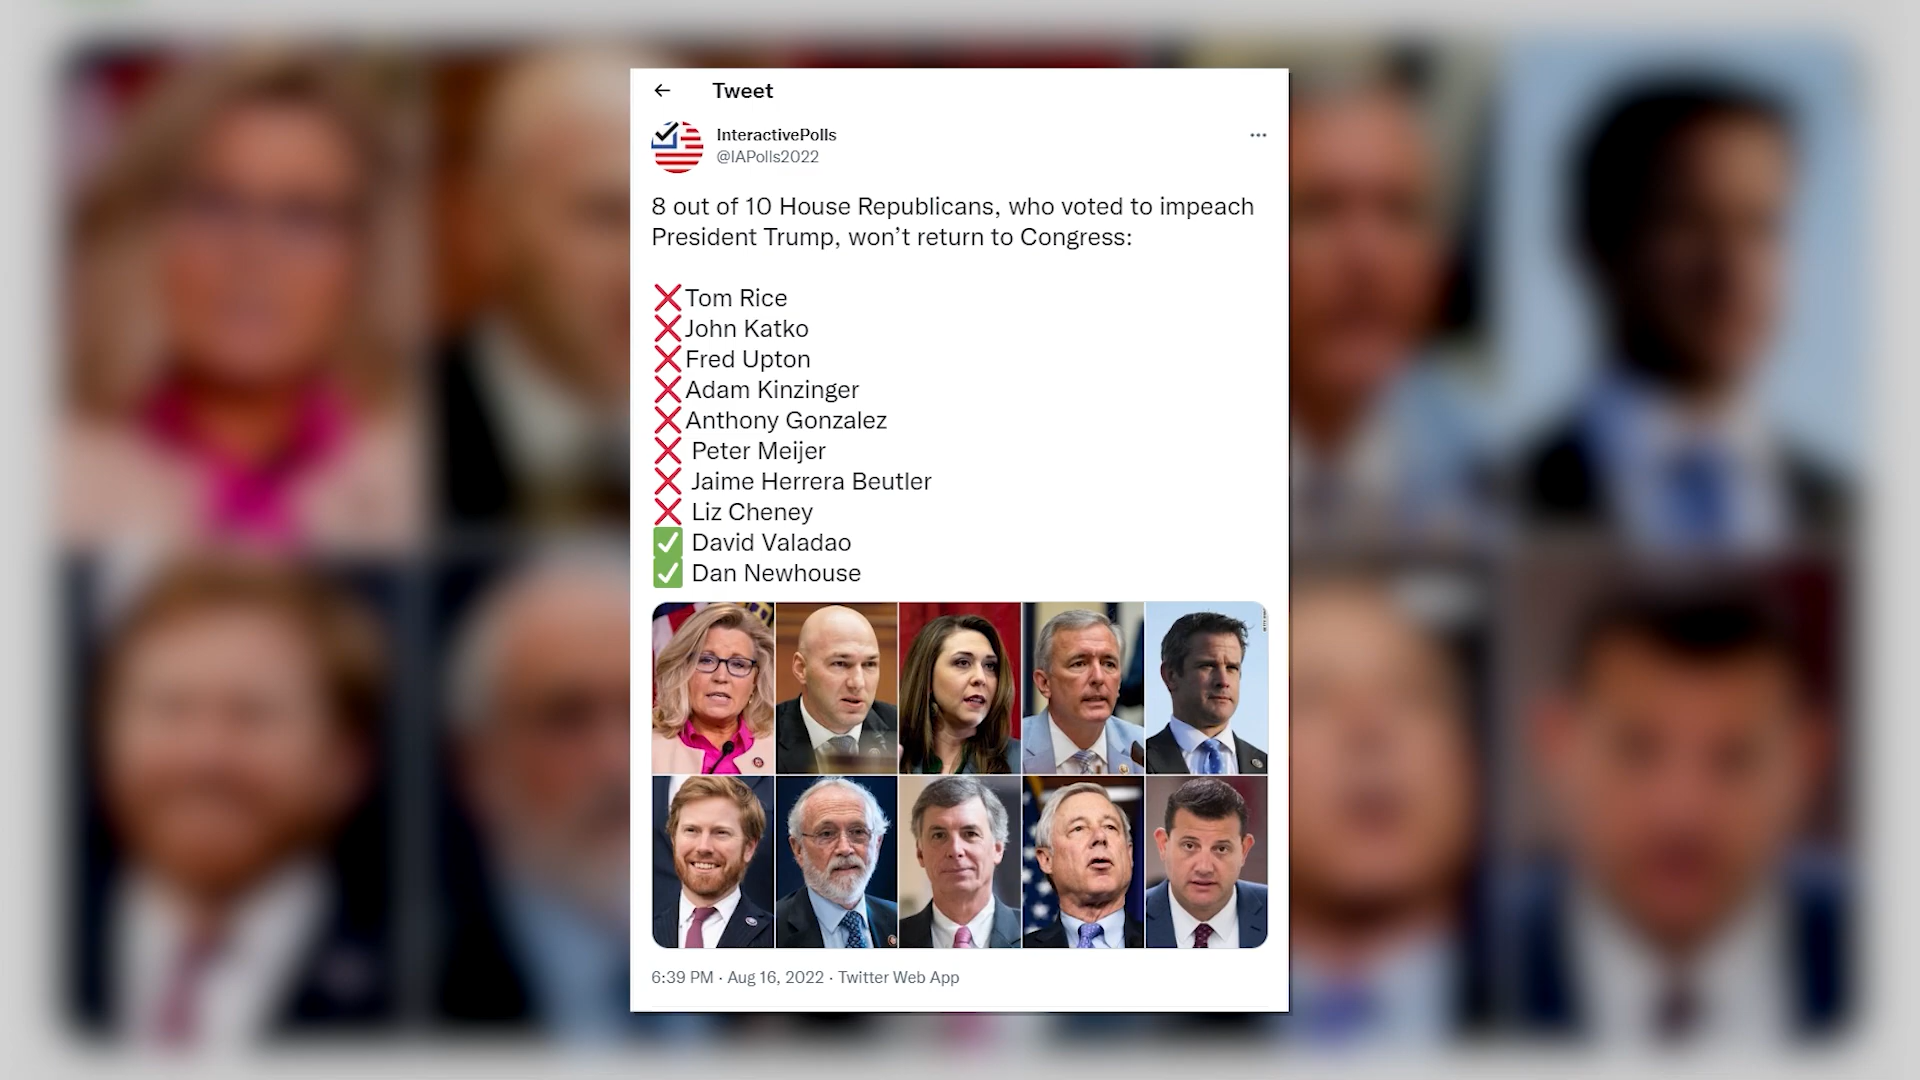 Tweet
InteractivePolls
@IAPolls2022
8 out of 10 House Republicans, who voted to impeach
President Trump, won’t return to Congress:
❌Tom Rice
❌John Katko
❌Fred Upton
❌Adam Kinzinger
❌Anthony Gonzalez
❌ Peter Meijer
❌ Jaime Herrera Beutler
❌ Liz Cheney
✅ David Valadao
✅ Dan Newhouse
6:39 PM · Aug 16, 2022 · Twitter Web App